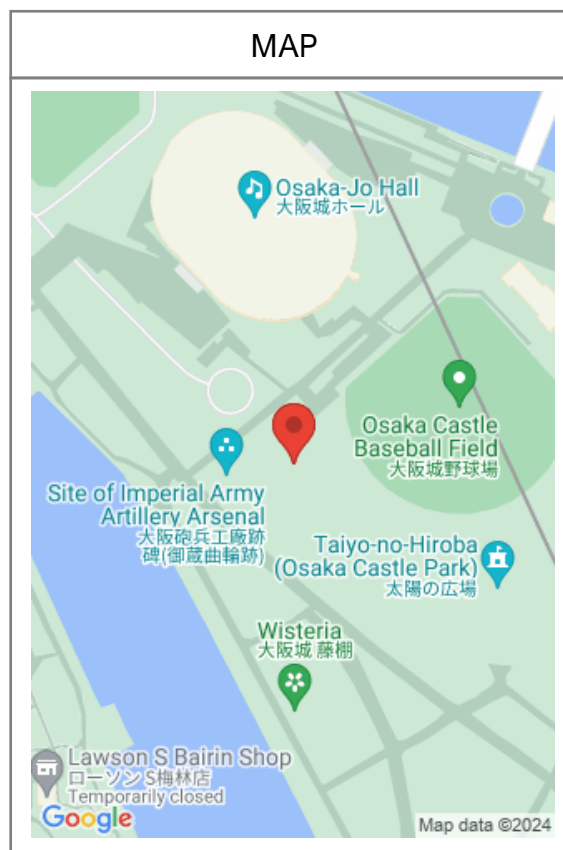 MAP
Osaka-Jo Hall
大阪城ホール
Osaka Castle
Baseball Field
大阪城野球場
Site of Imperial Army
Artillery Arsenal
大阪砲兵工廠跡
碑(御蔵曲輪跡)
Taiyo-no-Hiroba
(Osaka Castle Park)
太陽の広場
Wisteria
大阪城 藤棚
Lawson S Bairin Shop
ローソン S梅林店
Temporarily closed
Google
Map data ©2024